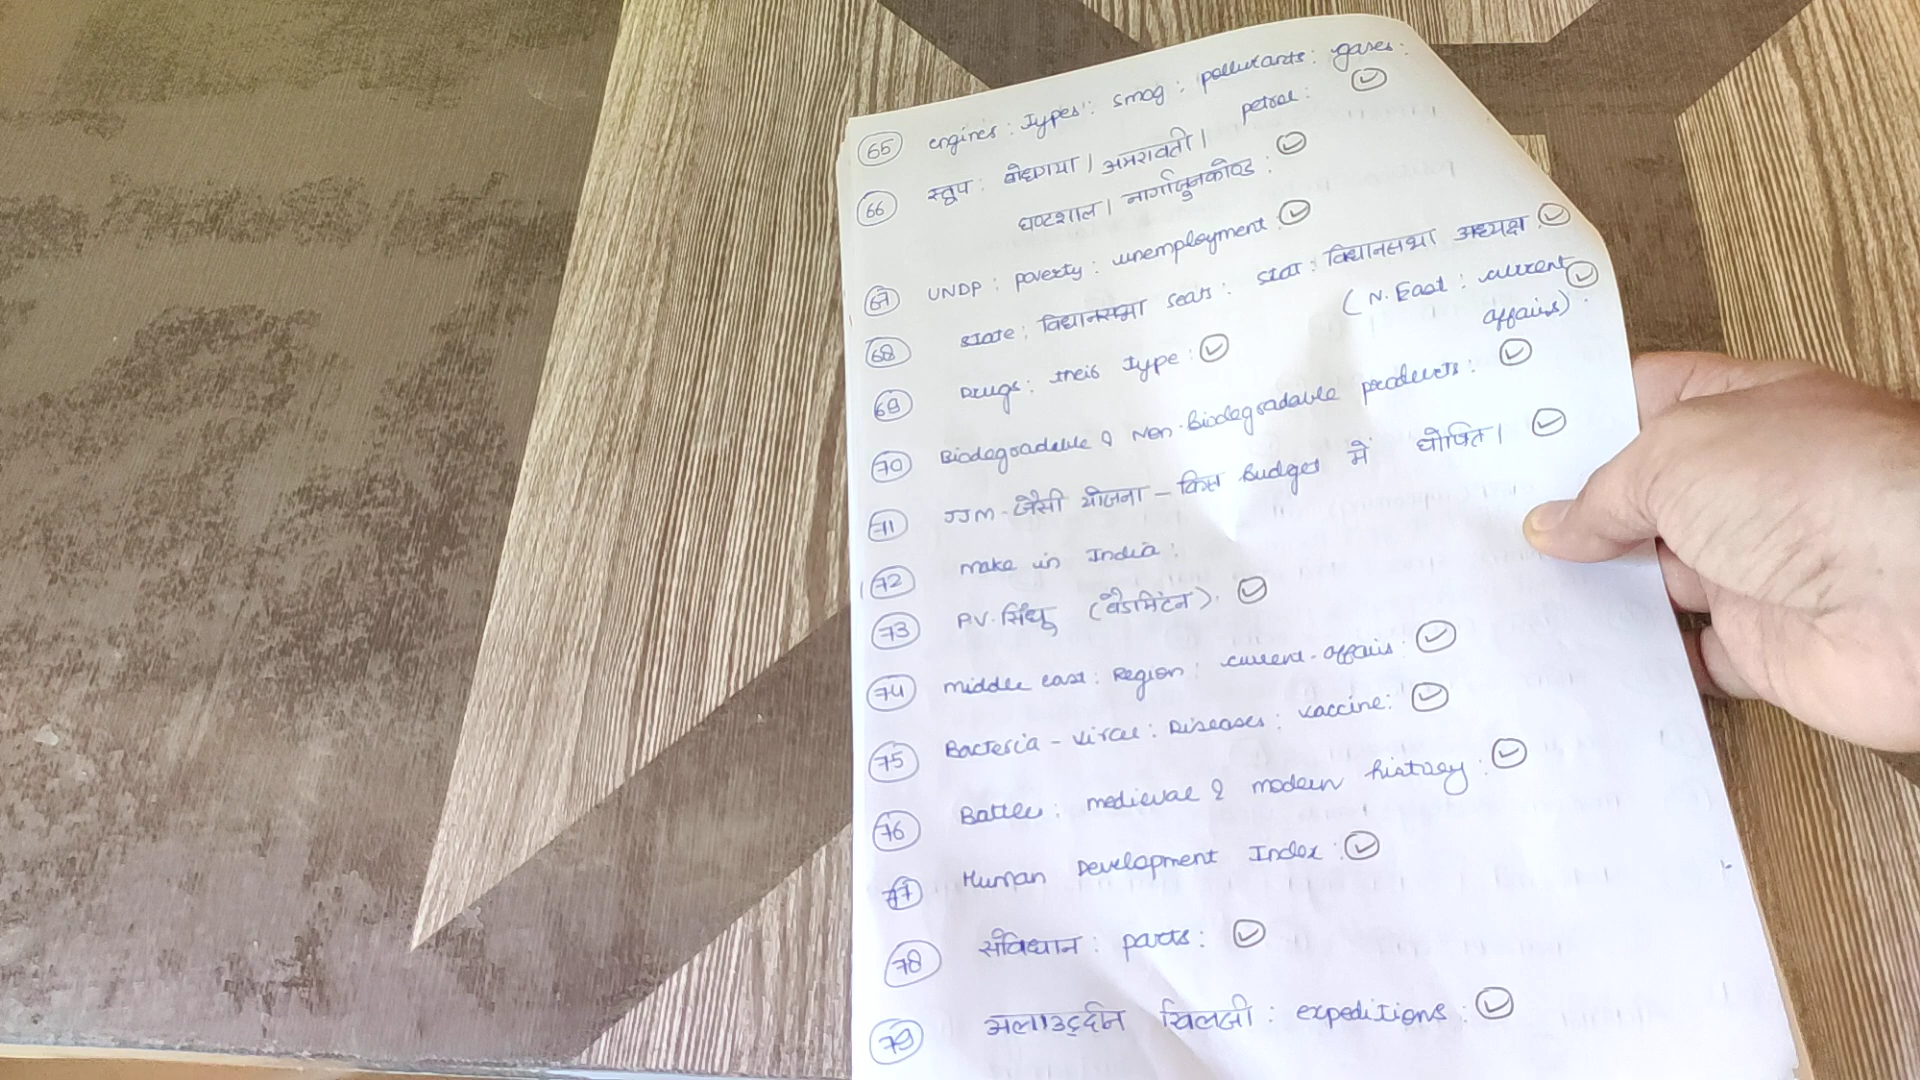 65 engines : Types : smog : pollutants : gases :
petrol :
66 स्तूप : बोधगया । अमरावती ।
घण्टशाल । नार्गाजुनकोण्ड :
67 UNDP : poverty : unemployment :
68 state : विधानसभा seats : stat : विधानसभा अध्यक्ष :
(N. East : current
affairs) .
69 Drugs : their type :
70 Biodegradable & Non-Biodegradable products :
71 JJM - जैसी योजना - किस Budget में घोषित ।
72 make in India :
73 P.V. सिंधू (बैडमिंटन) .
74 middle east : Region : current-affairs :
75 Bacteria - viral : Diseases : vaccine :
76 Battles : medieval & modern history :
77 Human Development Index :
78 संविधान : parts :
79 अलाउद्दीन खिलजी : expeditions :